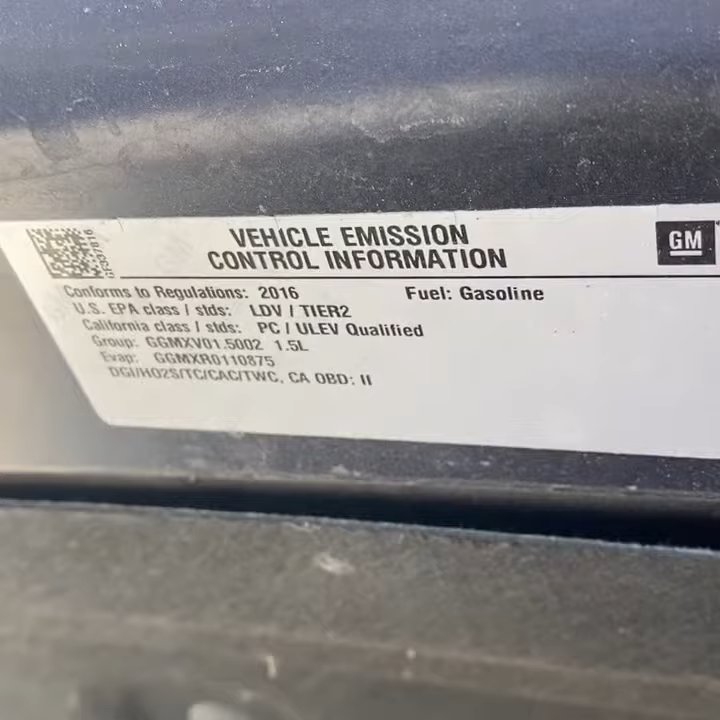 VEHICLE EMISSION
CONTROL INFORMATION
GM
Conforms to Regulations: 2016 Fuel: Gasoline
U.S. EPA class / stds: LDV / TIER2
California class / stds: PC / ULEV Qualified
Group: GGMXV01.5002 1.5L
Evap: GGMXR0110875
DGI/HO2S/TC/CAC/TWC, CA OBD: II